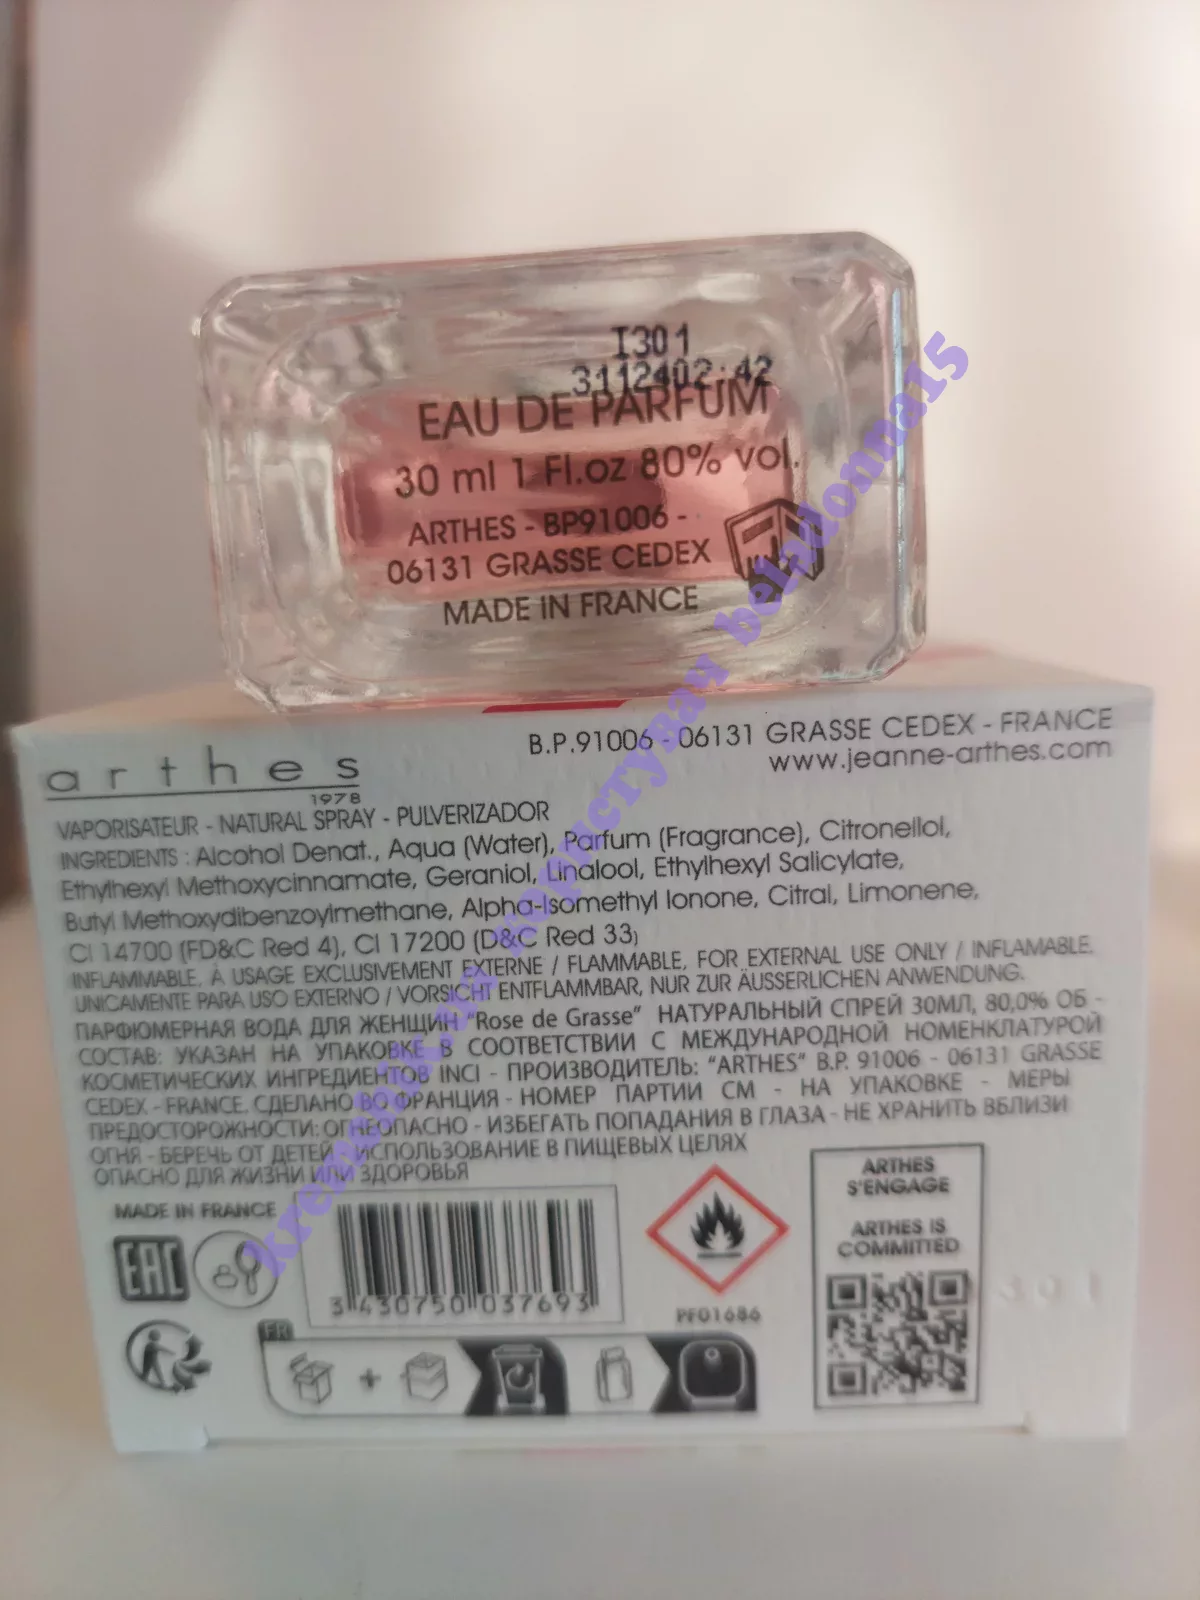 I301
3112402:42
EAU DE PARFUM
30 ml 1 Fl.oz 80% vol.
ARTHES - BP91006 -
06131 GRASSE CEDEX
MADE IN FRANCE
arthes
1978
B.P.91006 - 06131 GRASSE CEDEX - FRANCE
www.jeanne-arthes.com
VAPORISATEUR - NATURAL SPRAY - PULVERIZADOR
INGREDIENTS : Alcohol Denat., Aqua (Water), Parfum (Fragrance), Citronellol,
Ethylhexyl Methoxycinnamate, Geraniol, Linalool, Ethylhexyl Salicylate,
Butyl Methoxydibenzoylmethane, Alpha-Isomethyl Ionone, Citral, Limonene,
CI 14700 (FD&C Red 4), CI 17200 (D&C Red 33)
INFLAMMABLE. À USAGE EXCLUSIVEMENT EXTERNE / FLAMMABLE, FOR EXTERNAL USE ONLY / INFLAMABLE.
UNICAMENTE PARA USO EXTERNO / VORSICHT ENTFLAMMBAR, NUR ZUR ÄUSSERLICHEN ANWENDUNG.
ПАРФЮМЕРНАЯ ВОДА ДЛЯ ЖЕНЩИН "Rose de Grasse" НАТУРАЛЬНЫЙ СПРЕЙ 30МЛ, 80,0% ОБ -
СОСТАВ: УКАЗАН НА УПАКОВКЕ В СООТВЕТСТВИИ С МЕЖДУНАРОДНОЙ НОМЕНКЛАТУРОЙ
КОСМЕТИЧЕСКИХ ИНГРЕДИЕНТОВ INCI - ПРОИЗВОДИТЕЛЬ: "ARTHES" B.P. 91006 - 06131 GRASSE
CEDEX - FRANCE. СДЕЛАНО ВО ФРАНЦИЯ - НОМЕР ПАРТИИ СМ - НА УПАКОВКЕ - МЕРЫ
ПРЕДОСТОРОЖНОСТИ: ОГНЕОПАСНО - ИЗБЕГАТЬ ПОПАДАНИЯ В ГЛАЗА - НЕ ХРАНИТЬ ВБЛИЗИ
ОГНЯ - БЕРЕЧЬ ОТ ДЕТЕЙ - ИСПОЛЬЗОВАНИЕ В ПИЩЕВЫХ ЦЕЛЯХ
ОПАСНО ДЛЯ ЖИЗНИ ИЛИ ЗДОРОВЬЯ
MADE IN FRANCE
EAC
3 430750 037693
PF01686
ARTHES
S'ENGAGE
ARTHES IS
COMMITTED
301
FR
користувач belladonna15